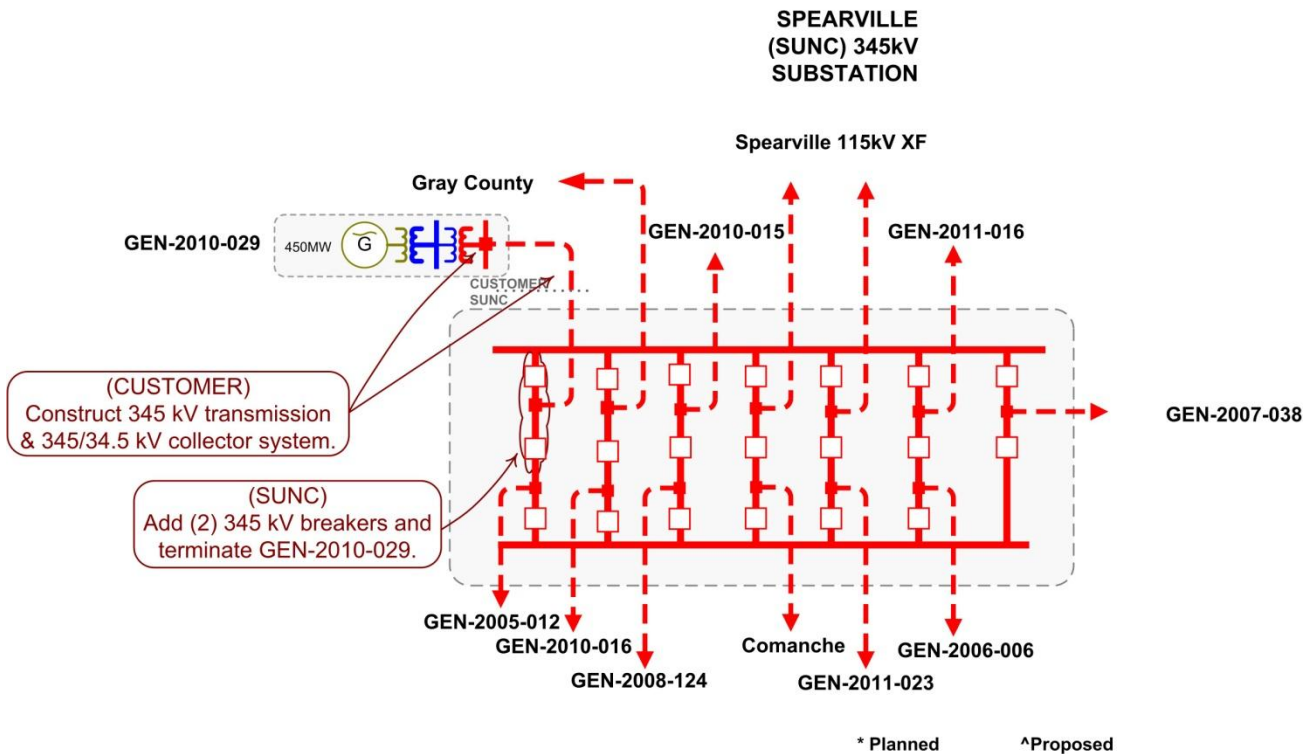 SPEARVILLE
(SUNC) 345kV
SUBSTATION
Spearville 115kV XF
Gray County
GEN-2010-029
450MW
G
GEN-2010-015
GEN-2011-016
CUSTOMER
SUNC
(CUSTOMER)
Construct 345 kV transmission
& 345/34.5 kV collector system.
GEN-2007-038
(SUNC)
Add (2) 345 kV breakers and
terminate GEN-2010-029.
GEN-2005-012
GEN-2010-016
GEN-2008-124
Comanche
GEN-2011-023
GEN-2006-006
* Planned ^Proposed